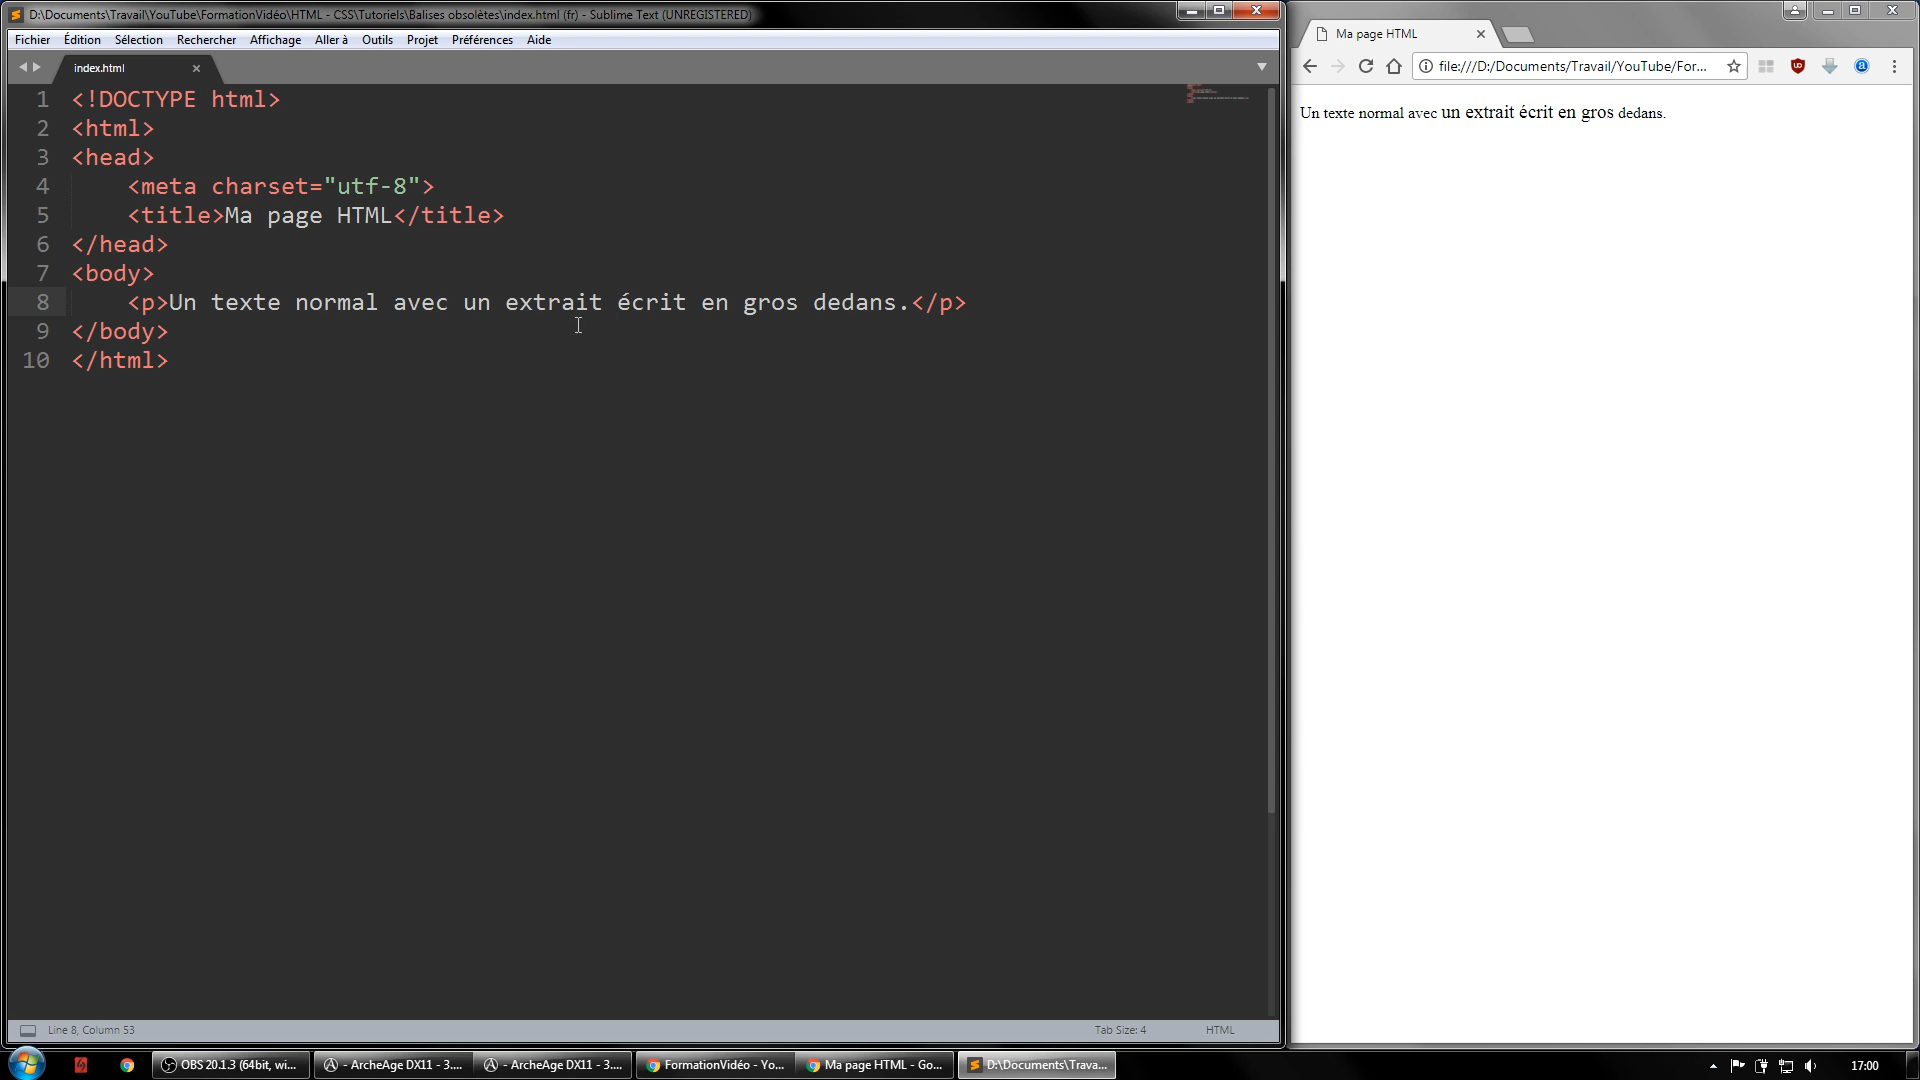 D:\Documents\Travail\YouTube\FormationVidéo\HTML - CSS\Tutoriels\Balises obsolètes\index.html (fr) - Sublime Text (UNREGISTERED)
Fichier Édition Sélection Rechercher Affichage Aller à Outils Projet Préférences Aide
index.html
1 <!DOCTYPE html>
2 <html>
3 <head>
4 <meta charset="utf-8">
5 <title>Ma page HTML</title>
6 </head>
7 <body>
8 <p>Un texte normal avec un extrait écrit en gros dedans.</p>
9 </body>
10 </html>
Line 8, Column 53
Tab Size: 4
HTML
Ma page HTML
file:///D:/Documents/Travail/YouTube/For...
Un texte normal avec un extrait écrit en gros dedans.
OBS 20.1.3 (64bit, wi...
- ArcheAge DX11 - 3....
- ArcheAge DX11 - 3....
FormationVidéo - Yo...
Ma page HTML - Go...
D:\Documents\Trava...
17:00